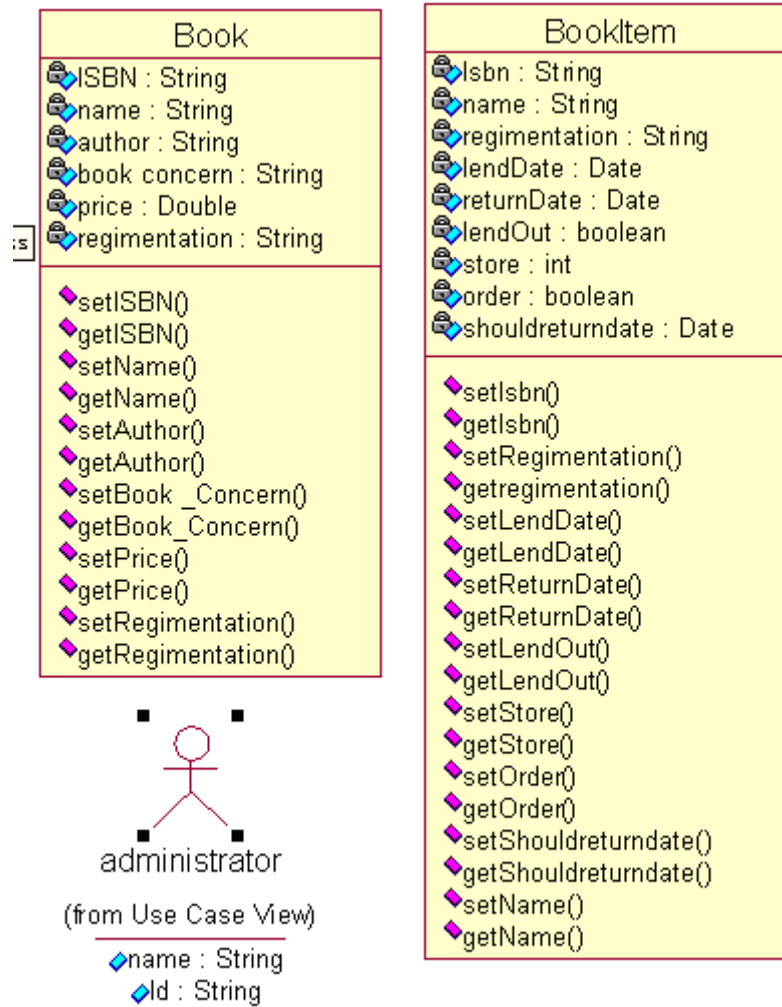 Book
ISBN : String
name : String
author : String
book concern : String
price : Double
regimentation : String
setISBN()
getISBN()
setName()
getName()
setAuthor()
getAuthor()
setBook _Concern()
getBook_Concern()
setPrice()
getPrice()
setRegimentation()
getRegimentation()
ss
administrator
(from Use Case View)
name : String
Id : String
BookItem
Isbn : String
name : String
regimentation : String
lendDate : Date
returnDate : Date
lendOut : boolean
store : int
order : boolean
shouldreturndate : Date
setIsbn()
getIsbn()
setRegimentation()
getregimentation()
setLendDate()
getLendDate()
setReturnDate()
getReturnDate()
setLendOut()
getLendOut()
setStore()
getStore()
setOrder()
getOrder()
setShouldreturndate()
getShouldreturndate()
setName()
getName()